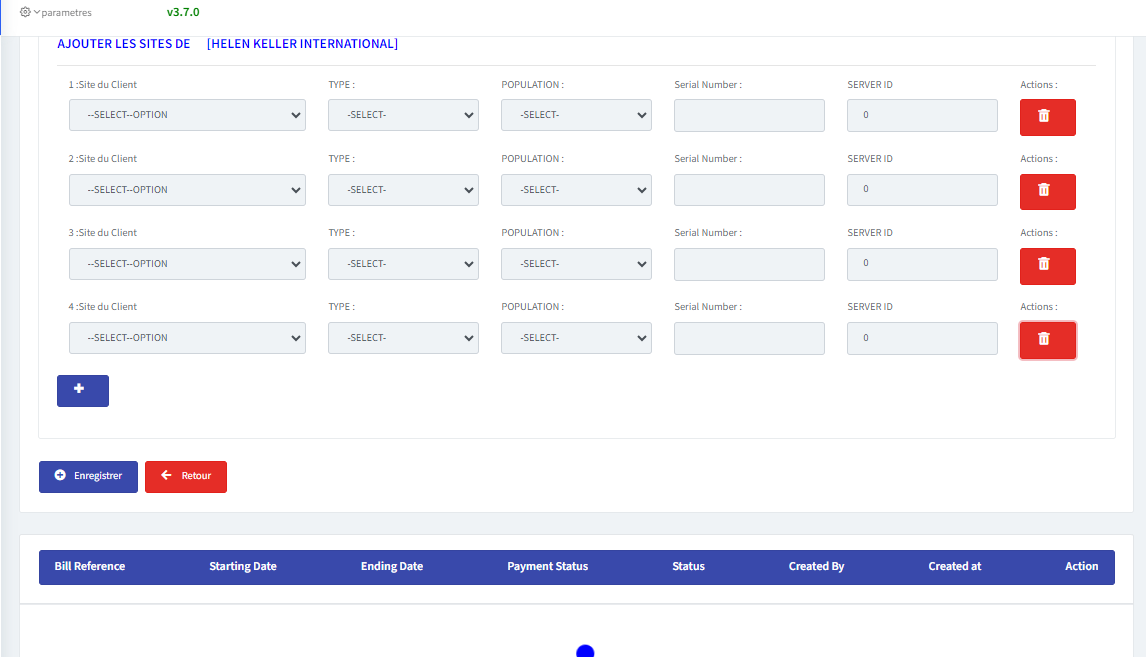 parametres v3.7.0
AJOUTER LES SITES DE [HELEN KELLER INTERNATIONAL]
1 :Site du Client TYPE : POPULATION : Serial Number : SERVER ID Actions :
--SELECT--OPTION -SELECT- -SELECT- 0
2 :Site du Client TYPE : POPULATION : Serial Number : SERVER ID Actions :
--SELECT--OPTION -SELECT- -SELECT- 0
3 :Site du Client TYPE : POPULATION : Serial Number : SERVER ID Actions :
--SELECT--OPTION -SELECT- -SELECT- 0
4 :Site du Client TYPE : POPULATION : Serial Number : SERVER ID Actions :
--SELECT--OPTION -SELECT- -SELECT- 0
Enregistrer Retour
Bill Reference Starting Date Ending Date Payment Status Status Created By Created at Action